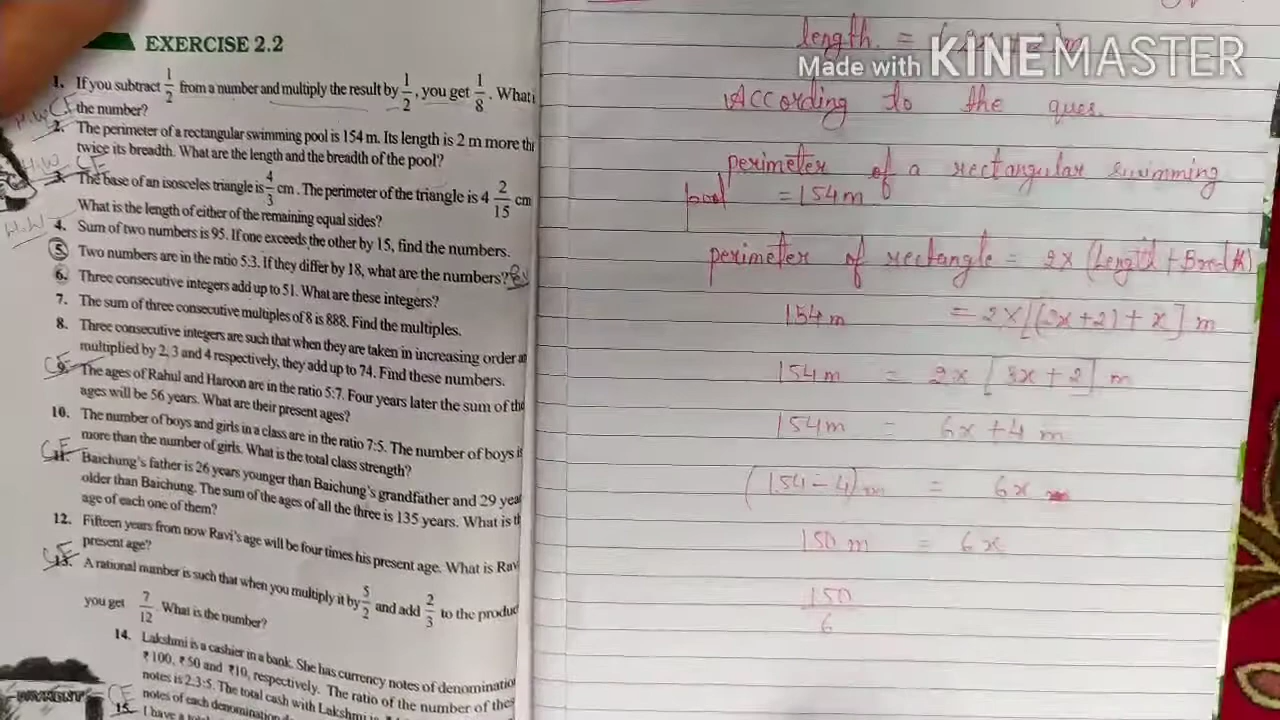 EXERCISE 2.2
1. If you subtract 1/2 from a number and multiply the result by 1/2, you get 1/8. What i
the number?
2. The perimeter of a rectangular swimming pool is 154 m. Its length is 2 m more th
twice its breadth. What are the length and the breadth of the pool?
3. The base of an isosceles triangle is 4/3 cm. The perimeter of the triangle is 4 2/15 cm
What is the length of either of the remaining equal sides?
4. Sum of two numbers is 95. If one exceeds the other by 15, find the numbers.
5. Two numbers are in the ratio 5:3. If they differ by 18, what are the numbers?
6. Three consecutive integers add up to 51. What are these integers?
7. The sum of three consecutive multiples of 8 is 888. Find the multiples.
8. Three consecutive integers are such that when they are taken in increasing order a
multiplied by 2, 3 and 4 respectively, they add up to 74. Find these numbers.
9. The ages of Rahul and Haroon are in the ratio 5:7. Four years later the sum of the
ages will be 56 years. What are their present ages?
10. The number of boys and girls in a class are in the ratio 7:5. The number of boys i
more than the number of girls. What is the total class strength?
11. Baichung's father is 26 years younger than Baichung's grandfather and 29 yea
older than Baichung. The sum of the ages of all the three is 135 years. What is t
age of each one of them?
12. Fifteen years from now Ravi's age will be four times his present age. What is Ravi
present age?
13. A rational number is such that when you multiply it by 5/2 and add 2/3 to the produc
you get 7/12. What is the number?
14. Lakshmi is a cashier in a bank. She has currency notes of denominatio
₹100, ₹50 and ₹10, respectively. The ratio of the number of thes
notes is 2:3:5. The total cash with Lakshmi is
notes of each denomination
15. I have a total
length. =
Made with KINEMASTER
ACCording to the ques.
perimeter of a rectangular swimming
pool = 154m
perimeter of rectangle = 2x (Length + Breadth)
154m = 2x[(2x+2)+x] m
154m = 2x [3x+2] m
154m = 6x+4 m
(154-4)m = 6x
150 m = 6x
150
6